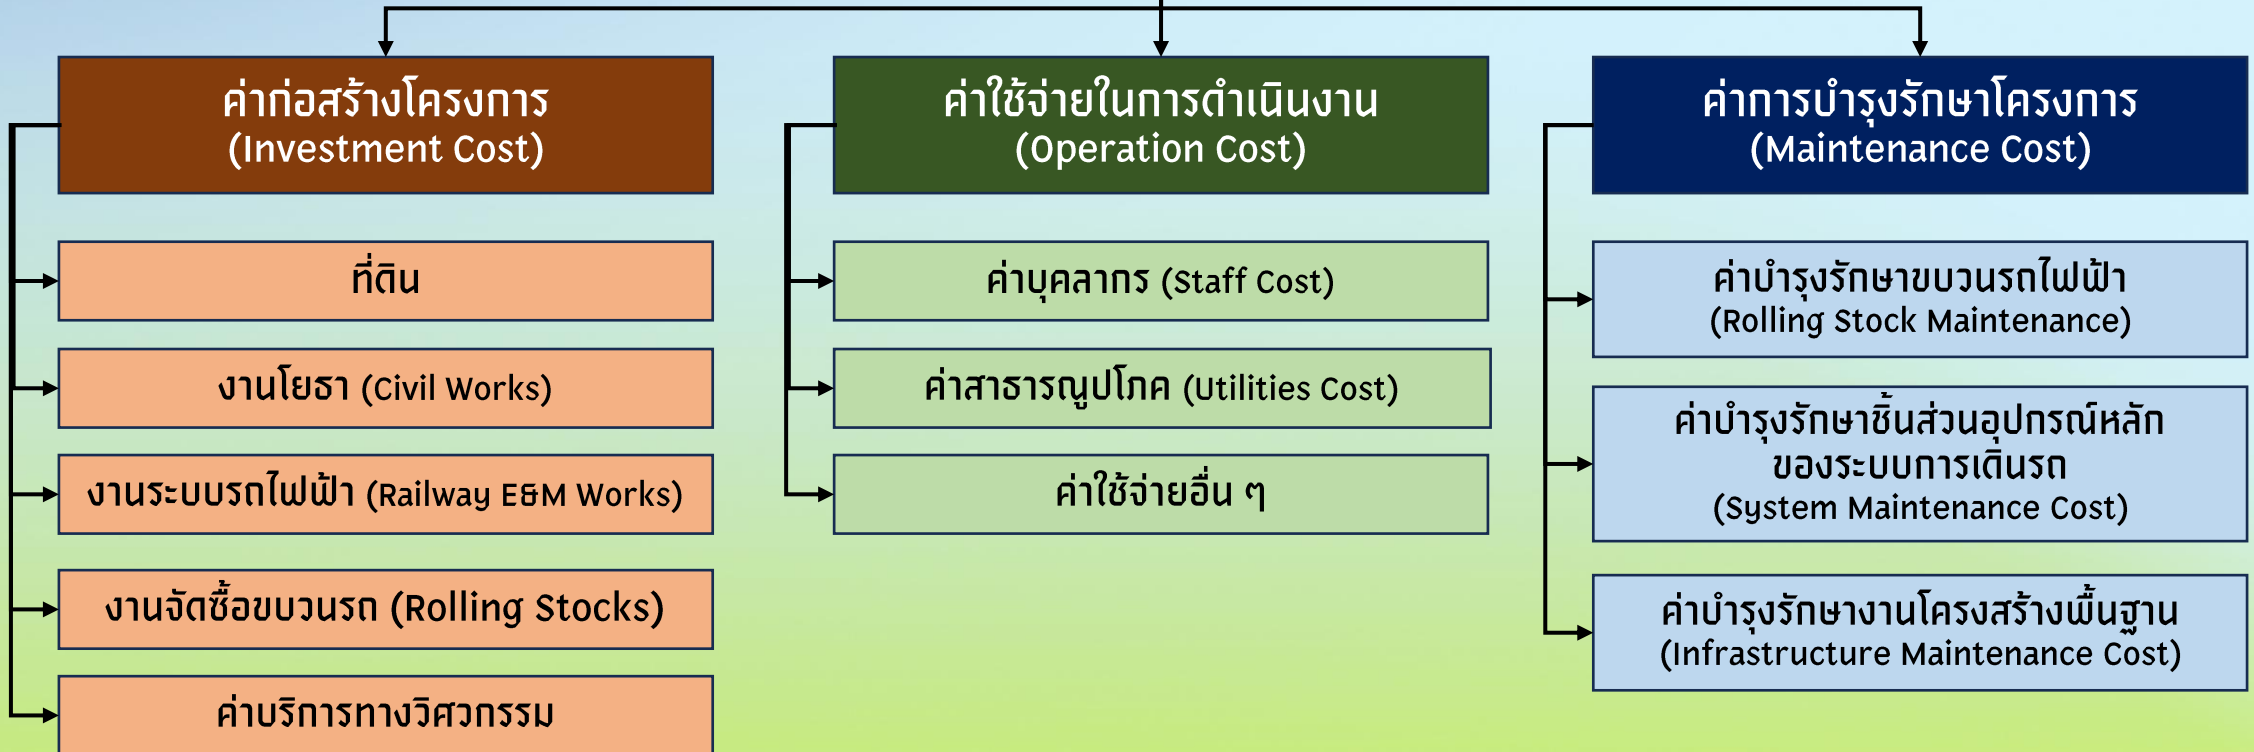 ค่าก่อสร้างโครงการ
(Investment Cost)
ที่ดิน
งานโยธา (Civil Works)
งานระบบรถไฟฟ้า (Railway E&M Works)
งานจัดซื้อขบวนรถ (Rolling Stocks)
ค่าบริการทางวิศวกรรม
ค่าใช้จ่ายในการดำเนินงาน
(Operation Cost)
ค่าบุคลากร (Staff Cost)
ค่าสาธารณูปโภค (Utilities Cost)
ค่าใช้จ่ายอื่น ๆ
ค่าการบำรุงรักษาโครงการ
(Maintenance Cost)
ค่าบำรุงรักษาขบวนรถไฟฟ้า
(Rolling Stock Maintenance)
ค่าบำรุงรักษาชิ้นส่วนอุปกรณ์หลัก
ของระบบการเดินรถ
(System Maintenance Cost)
ค่าบำรุงรักษางานโครงสร้างพื้นฐาน
(Infrastructure Maintenance Cost)